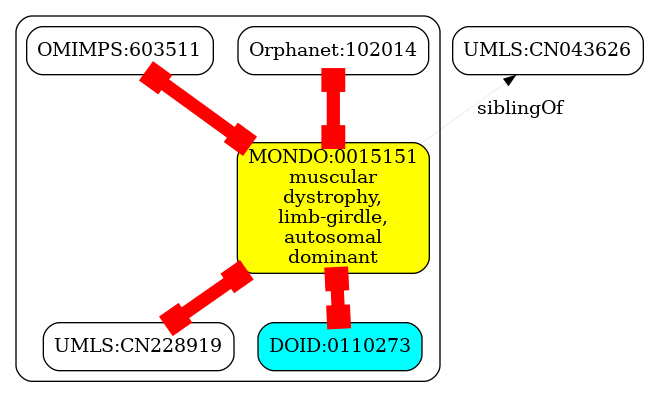 OMIMPS:603511
Orphanet:102014
UMLS:CN043626
siblingOf
MONDO:0015151
muscular
dystrophy,
limb-girdle,
autosomal
dominant
UMLS:CN228919
DOID:0110273